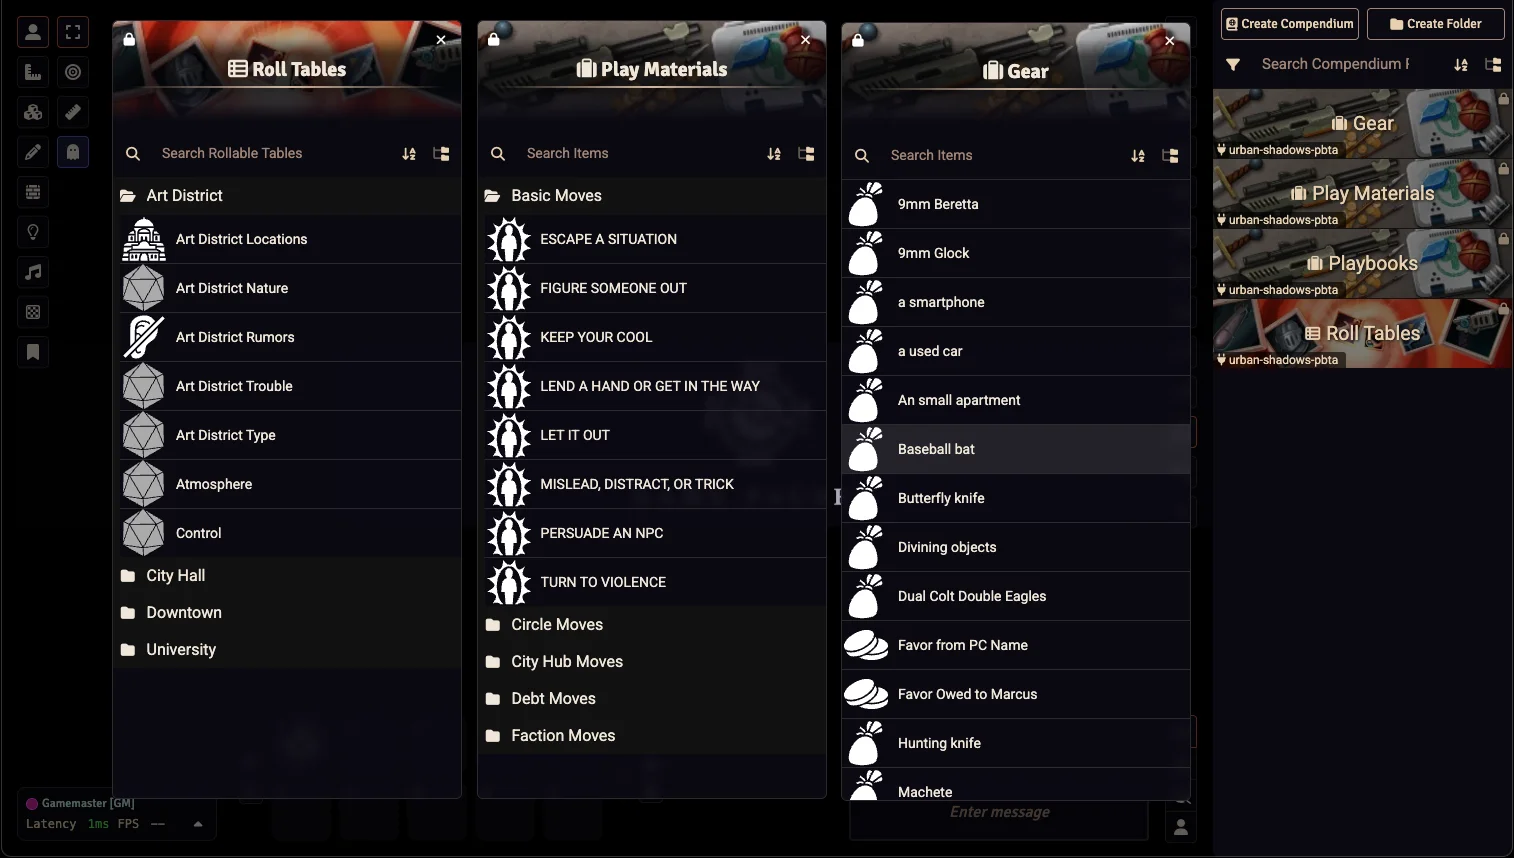 Roll Tables
Search Rollable Tables
Art District
Art District Locations
Art District Nature
Art District Rumors
Art District Trouble
Art District Type
Atmosphere
Control
City Hall
Downtown
University
Play Materials
Search Items
Basic Moves
ESCAPE A SITUATION
FIGURE SOMEONE OUT
KEEP YOUR COOL
LEND A HAND OR GET IN THE WAY
LET IT OUT
MISLEAD, DISTRACT, OR TRICK
PERSUADE AN NPC
TURN TO VIOLENCE
Circle Moves
City Hub Moves
Debt Moves
Faction Moves
Gear
Search Items
9mm Beretta
9mm Glock
a smartphone
a used car
An small apartment
Baseball bat
Butterfly knife
Divining objects
Dual Colt Double Eagles
Favor from PC Name
Favor Owed to Marcus
Hunting knife
Machete
Create Compendium
Create Folder
Search Compendium P
Gear
urban-shadows-pbta
Play Materials
urban-shadows-pbta
Playbooks
urban-shadows-pbta
Roll Tables
urban-shadows-pbta
Gamemaster [GM]
Latency 1ms FPS --
Enter message